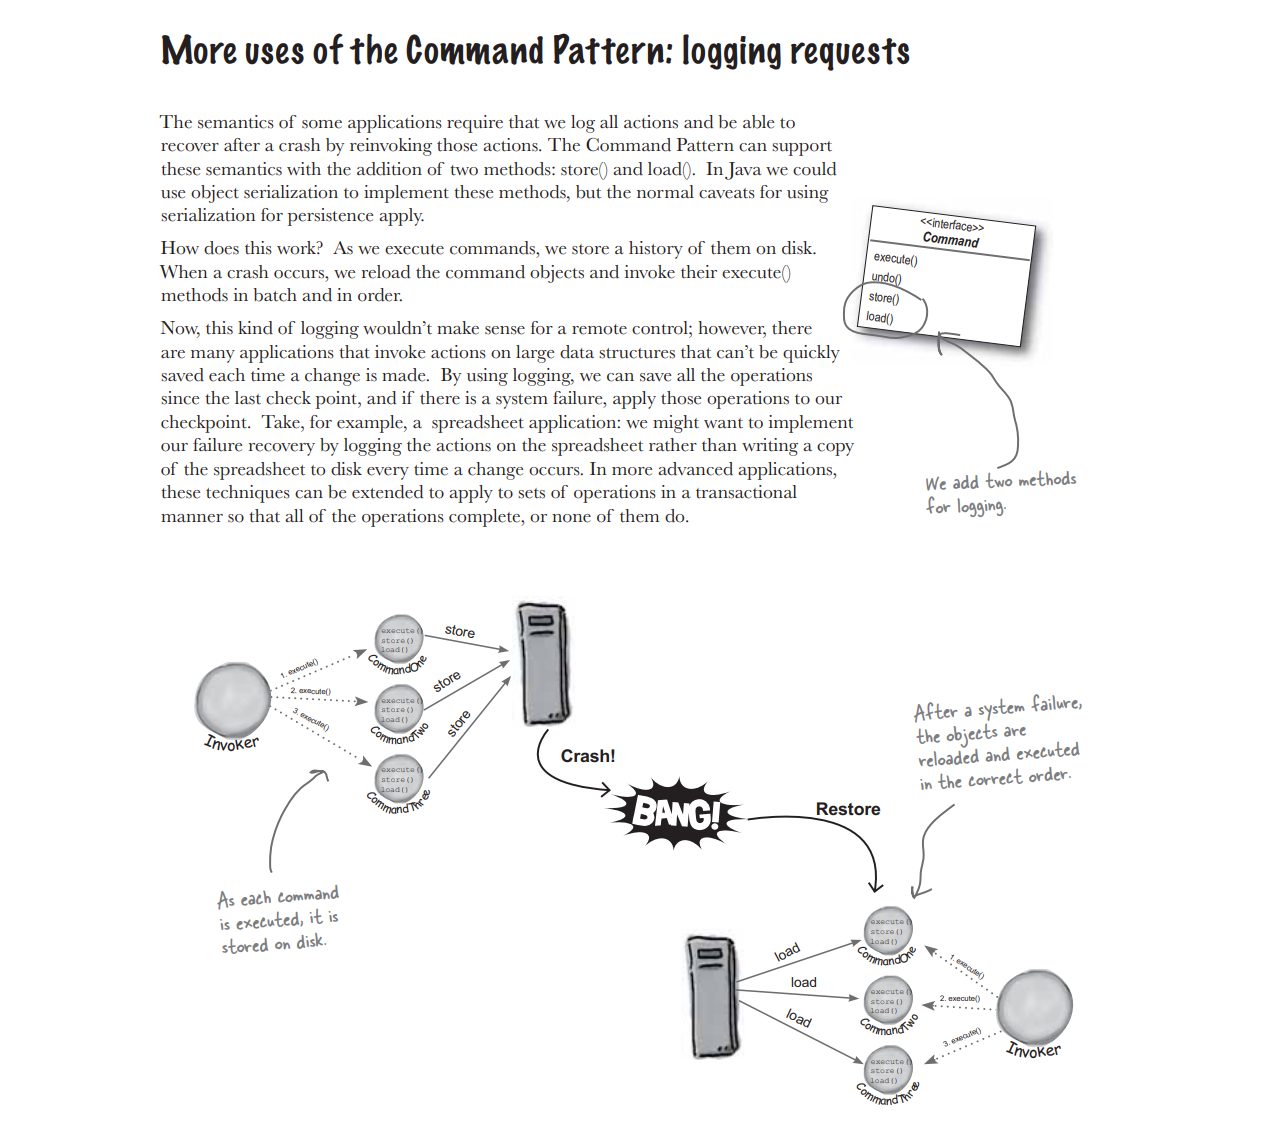 More uses of the Command Pattern: logging requests
The semantics of some applications require that we log all actions and be able to
recover after a crash by reinvoking those actions. The Command Pattern can support
these semantics with the addition of two methods: store() and load().  In Java we could
use object serialization to implement these methods, but the normal caveats for using
serialization for persistence apply.
How does this work?  As we execute commands, we store a history of them on disk.
When a crash occurs, we reload the command objects and invoke their execute()
methods in batch and in order.
Now, this kind of logging wouldn't make sense for a remote control; however, there
are many applications that invoke actions on large data structures that can't be quickly
saved each time a change is made.  By using logging, we can save all the operations
since the last check point, and if there is a system failure, apply those operations to our
checkpoint.  Take, for example, a  spreadsheet application: we might want to implement
our failure recovery by logging the actions on the spreadsheet rather than writing a copy
of the spreadsheet to disk every time a change occurs. In more advanced applications,
these techniques can be extended to apply to sets of operations in a transactional
manner so that all of the operations complete, or none of them do.
<<interface>>
Command
execute()
undo()
store()
load()
We add two methods
for logging.
Invoker
1. execute()
2. execute()
3. execute()
execute()
store()
load()
CommandOne
execute()
store()
load()
CommandTwo
execute()
store()
load()
CommandThree
store
store
store
Crash!
BANG!
Restore
As each command
is executed, it is
stored on disk.
After a system failure,
the objects are
reloaded and executed
in the correct order.
load
load
load
execute()
store()
load()
CommandOne
execute()
store()
load()
CommandTwo
execute()
store()
load()
CommandThree
1. execute()
2. execute()
3. execute()
Invoker